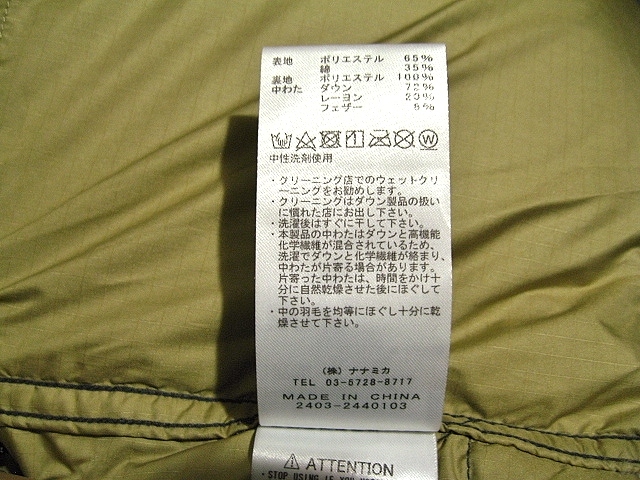 表地 ポリエステル 65%
綿 35%
裏地 ポリエステル 100%
中わた ダウン 72%
レーヨン 20%
フェザー 8%
中性洗剤使用
・クリーニング店でのウェットクリ
ーニングをお勧めします。
・クリーニングはダウン製品の扱い
に慣れた店にお出し下さい。
・洗濯後はすぐに干して下さい。
・本製品の中わたはダウンと高機能
化学繊維が混合されているため、
洗濯でダウンと化学繊維が絡まり、
中わたが片寄る場合があります。
片寄った中わたは、時間をかけ十
分に自然乾燥させた後にほぐして
下さい。
・中の羽毛を均等にほぐし十分に乾
燥させて下さい。
(株) ナナミカ
TEL 03-5728-8717
MADE IN CHINA
2403-2440103
ATTENTION
・STOP USING IF YOU